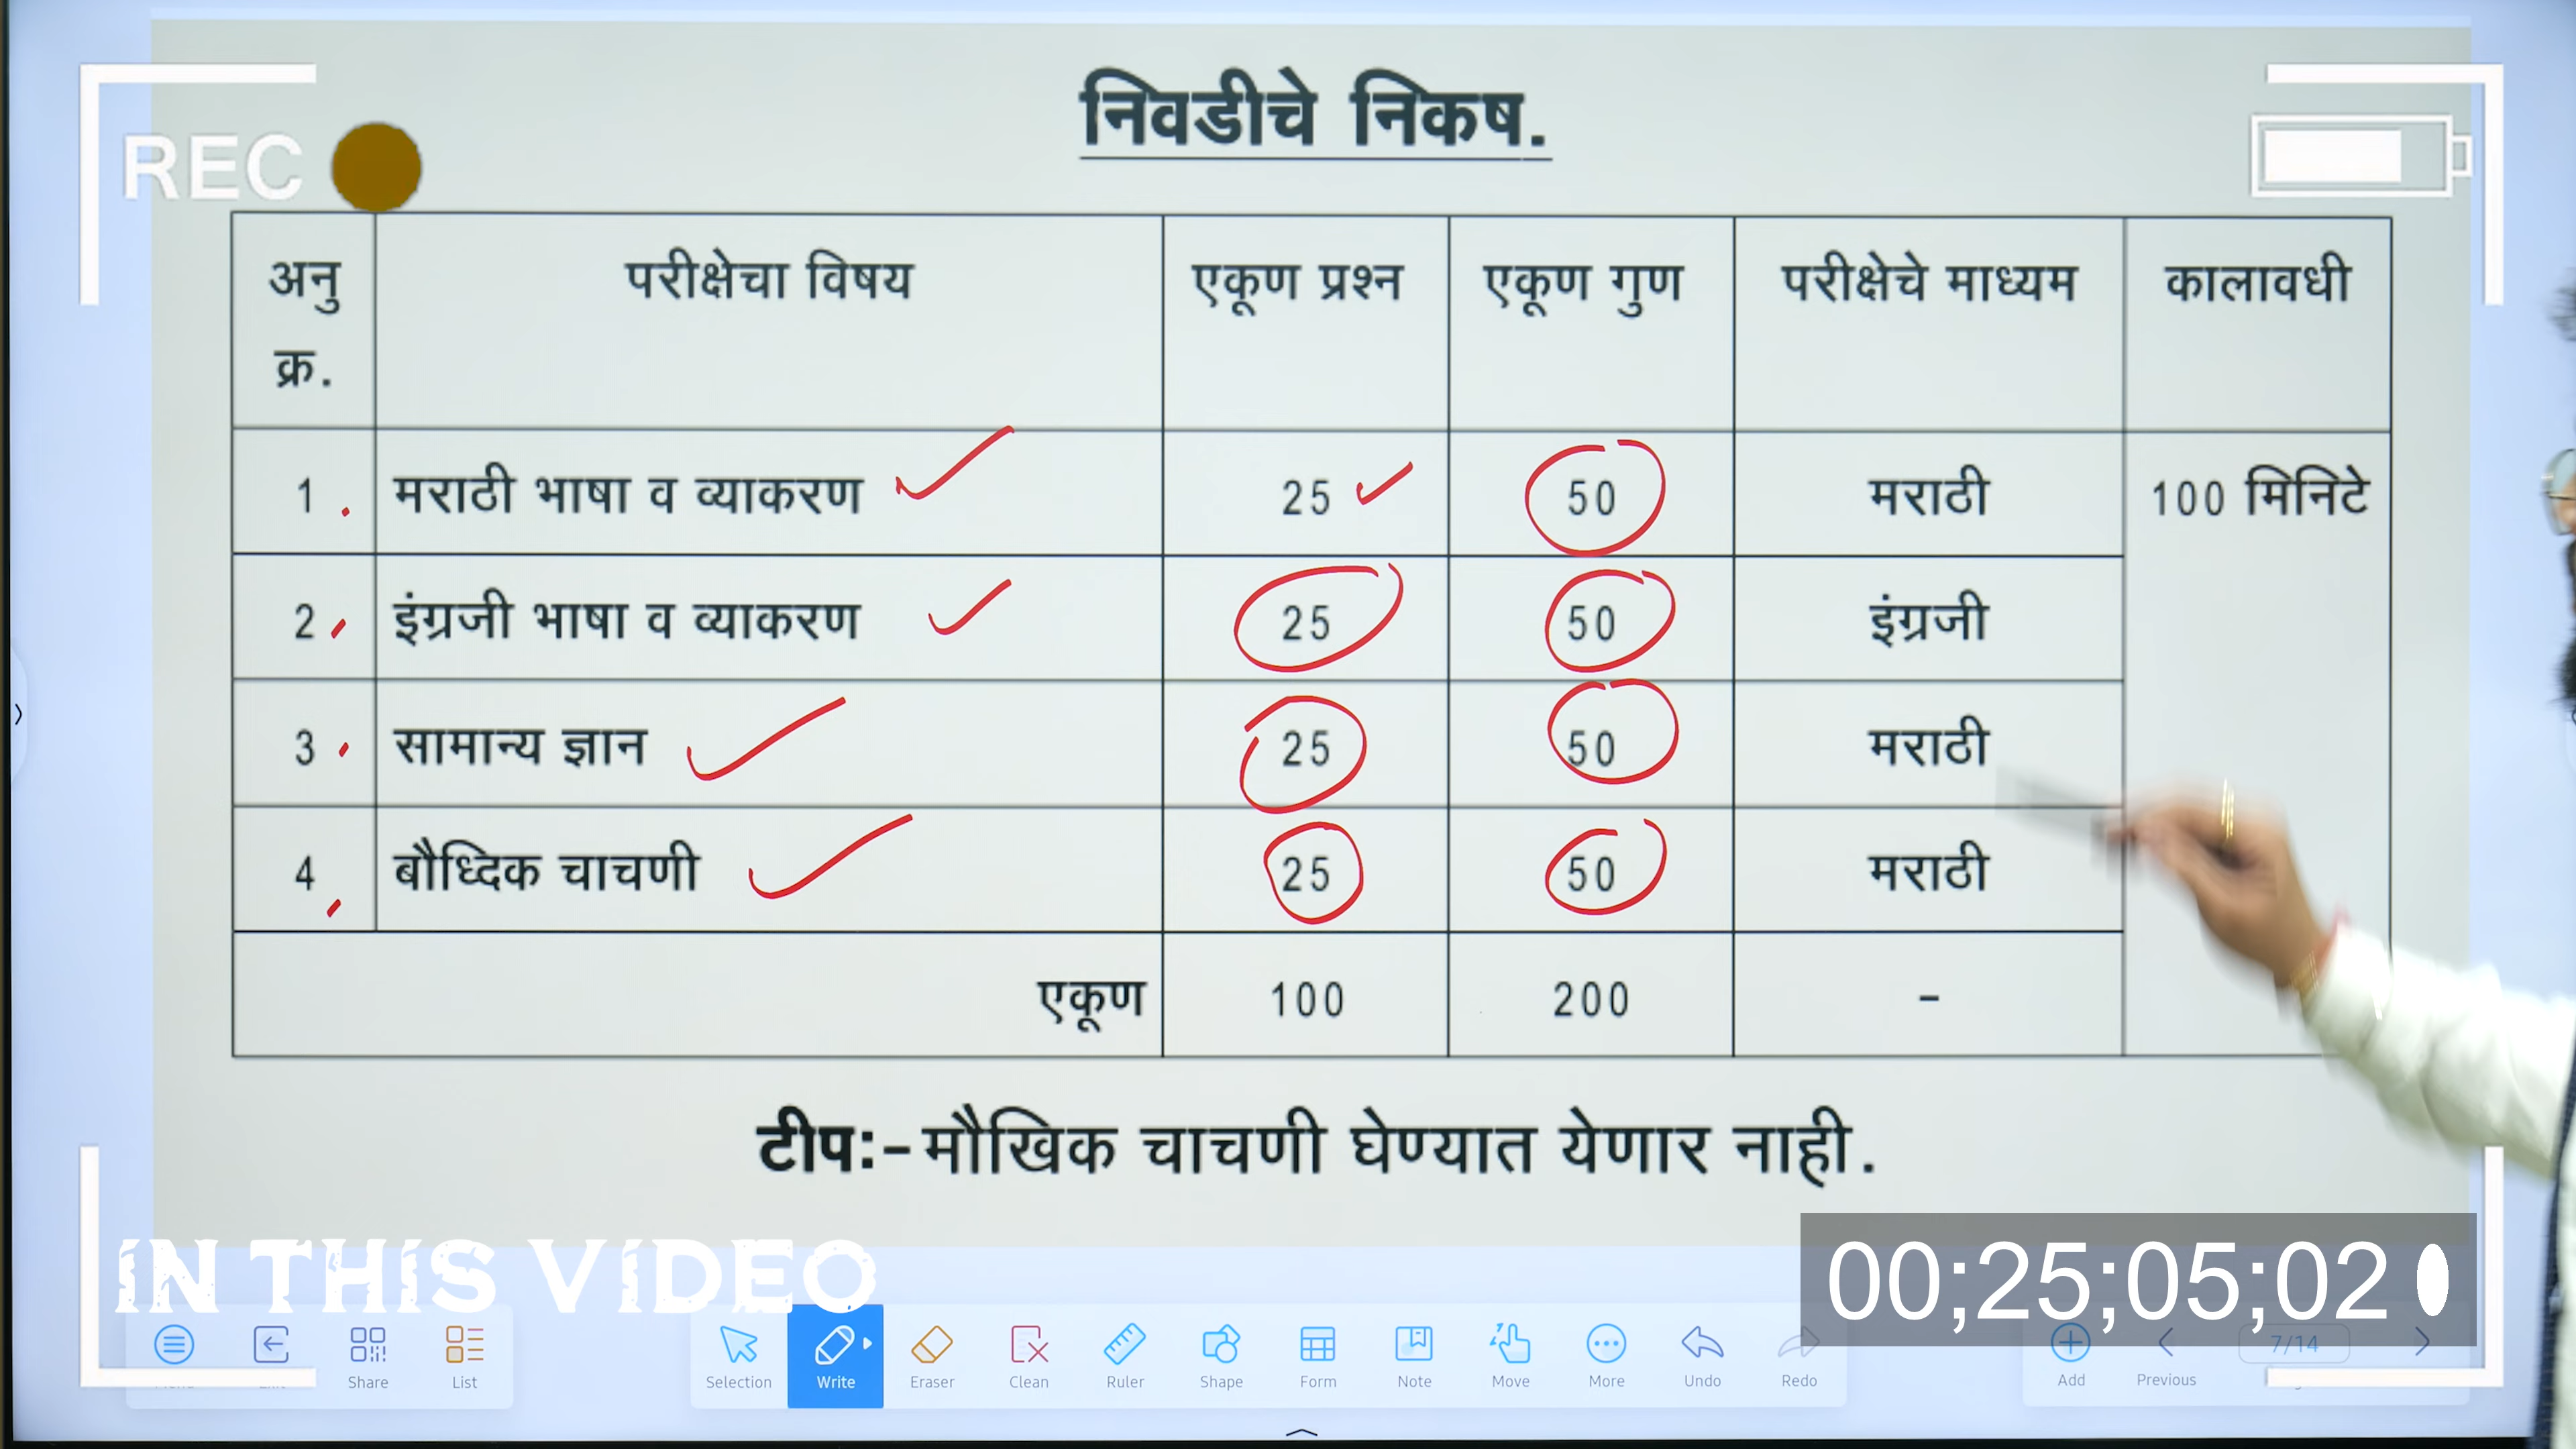 निवडीचे निकष.
REC
अनु क्र. परीक्षेचा विषय एकूण प्रश्न एकूण गुण परीक्षेचे माध्यम कालावधी
1 मराठी भाषा व व्याकरण 25 50 मराठी 100 मिनिटे
2 इंग्रजी भाषा व व्याकरण 25 50 इंग्रजी
3 सामान्य ज्ञान 25 50 मराठी
4 बौध्दिक चाचणी 25 50 मराठी
एकूण 100 200 -
टीप:- मौखिक चाचणी घेण्यात येणार नाही.
IN THIS VIDEO
00;25;05;02
Share List Selection Write Eraser Clean Ruler Shape Form Note Move More Undo Redo Add Previous 7/14